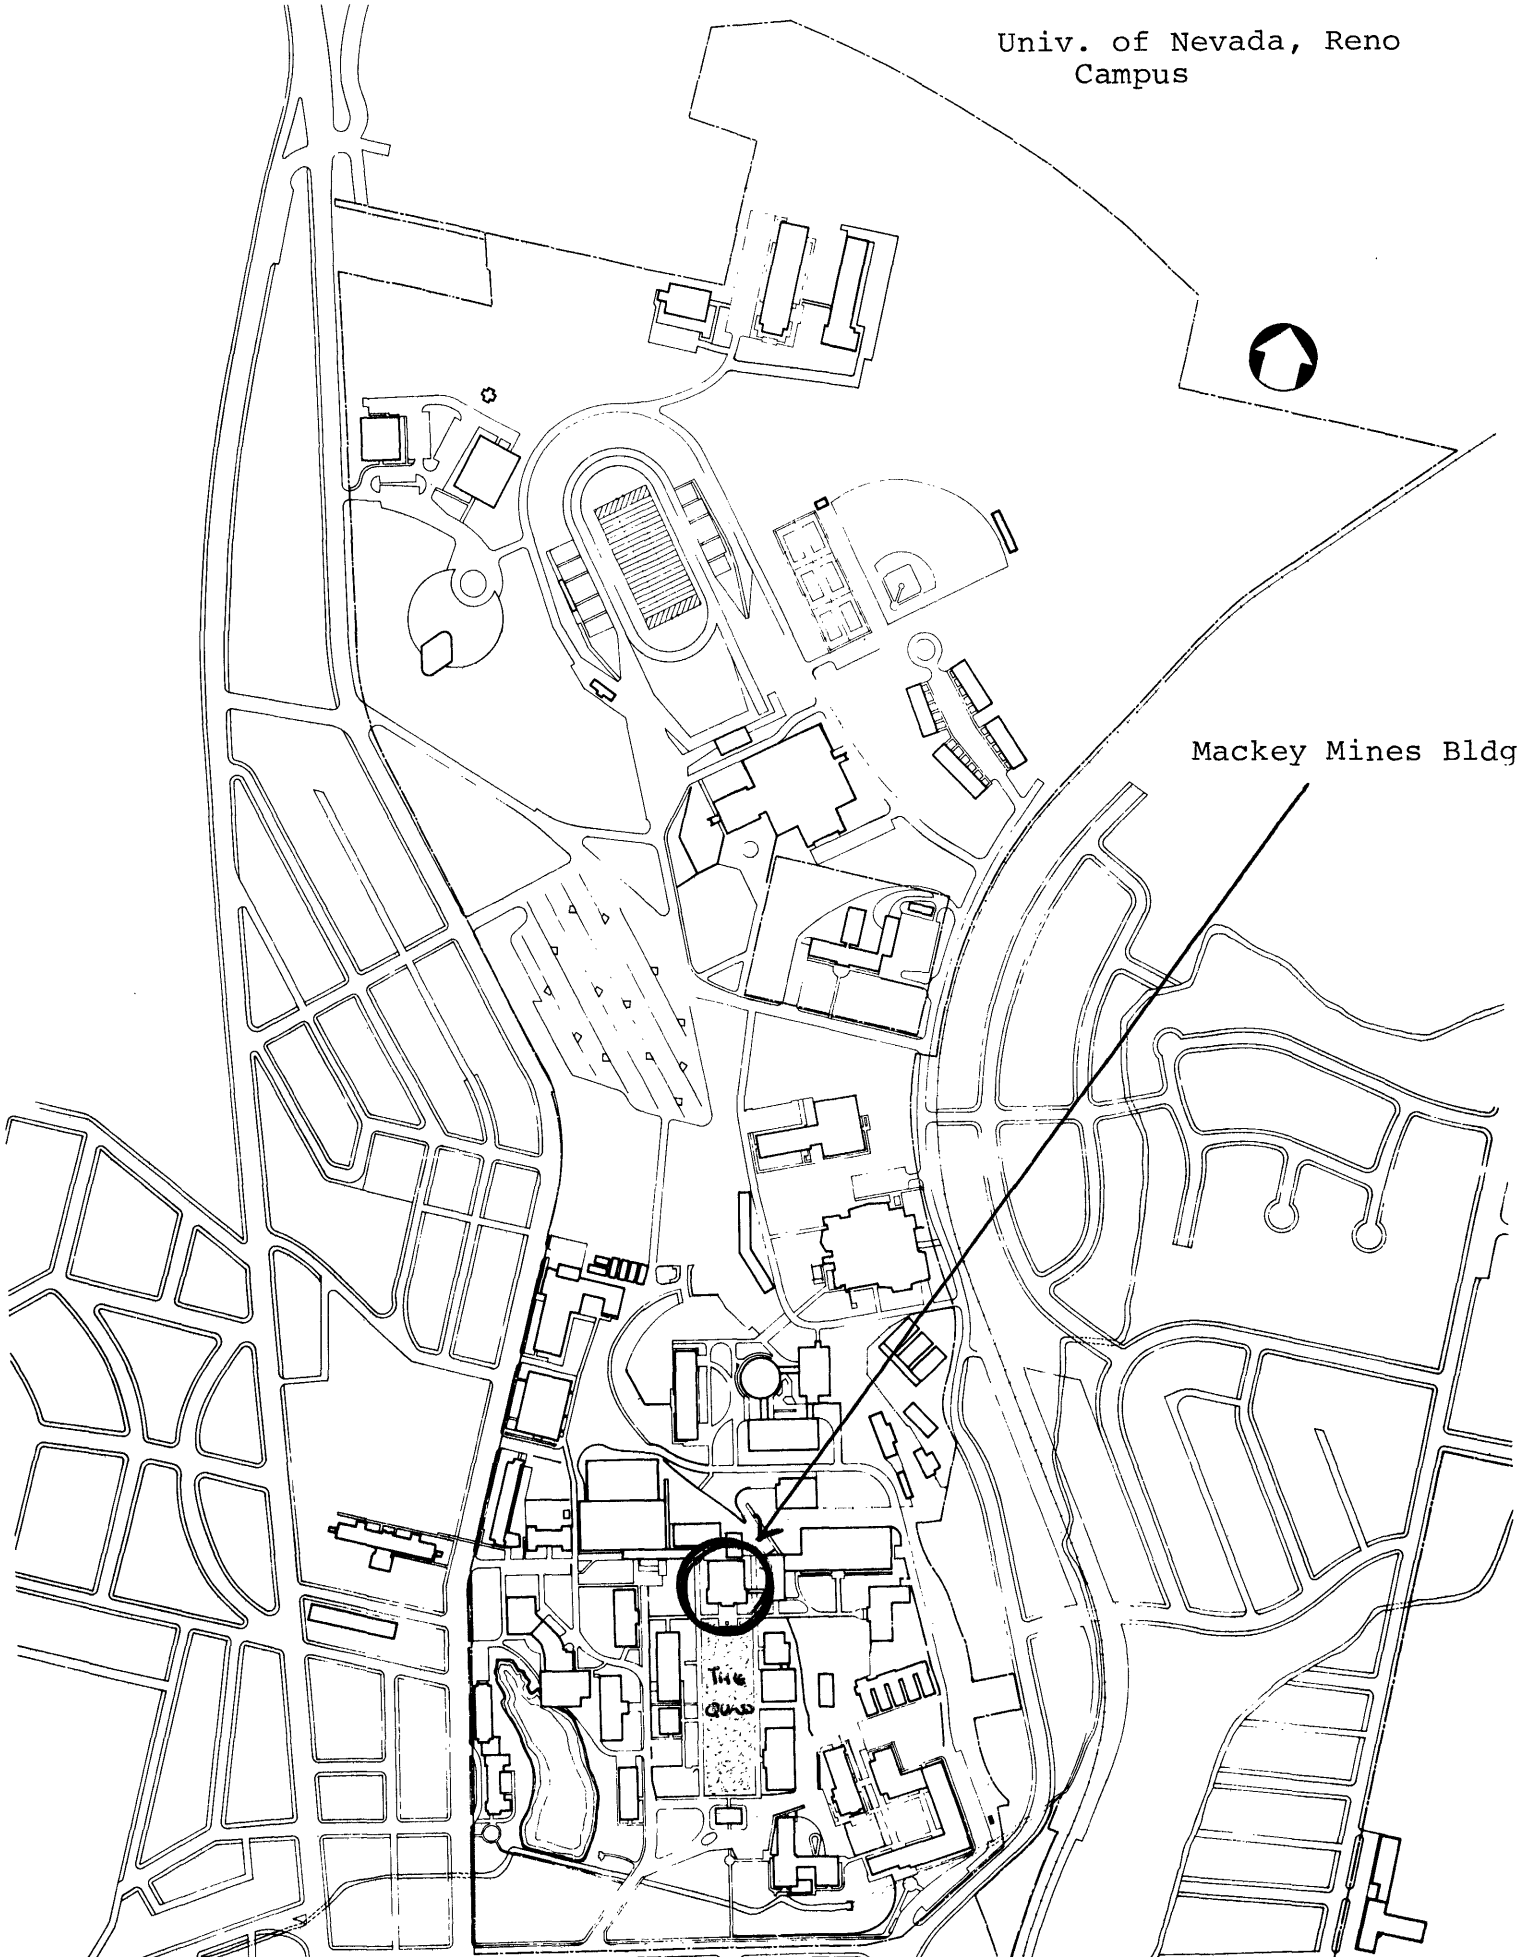 Univ. of Nevada, Reno
Campus
Mackey Mines Bldg
THE
QUAD